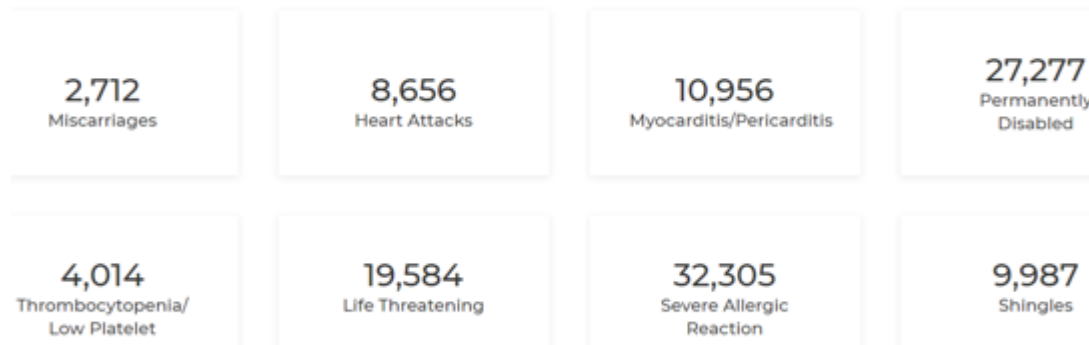 2,712
Miscarriages
8,656
Heart Attacks
10,956
Myocarditis/Pericarditis
27,277
Permanently
Disabled
4,014
Thrombocytopenia/
Low Platelet
19,584
Life Threatening
32,305
Severe Allergic
Reaction
9,987
Shingles